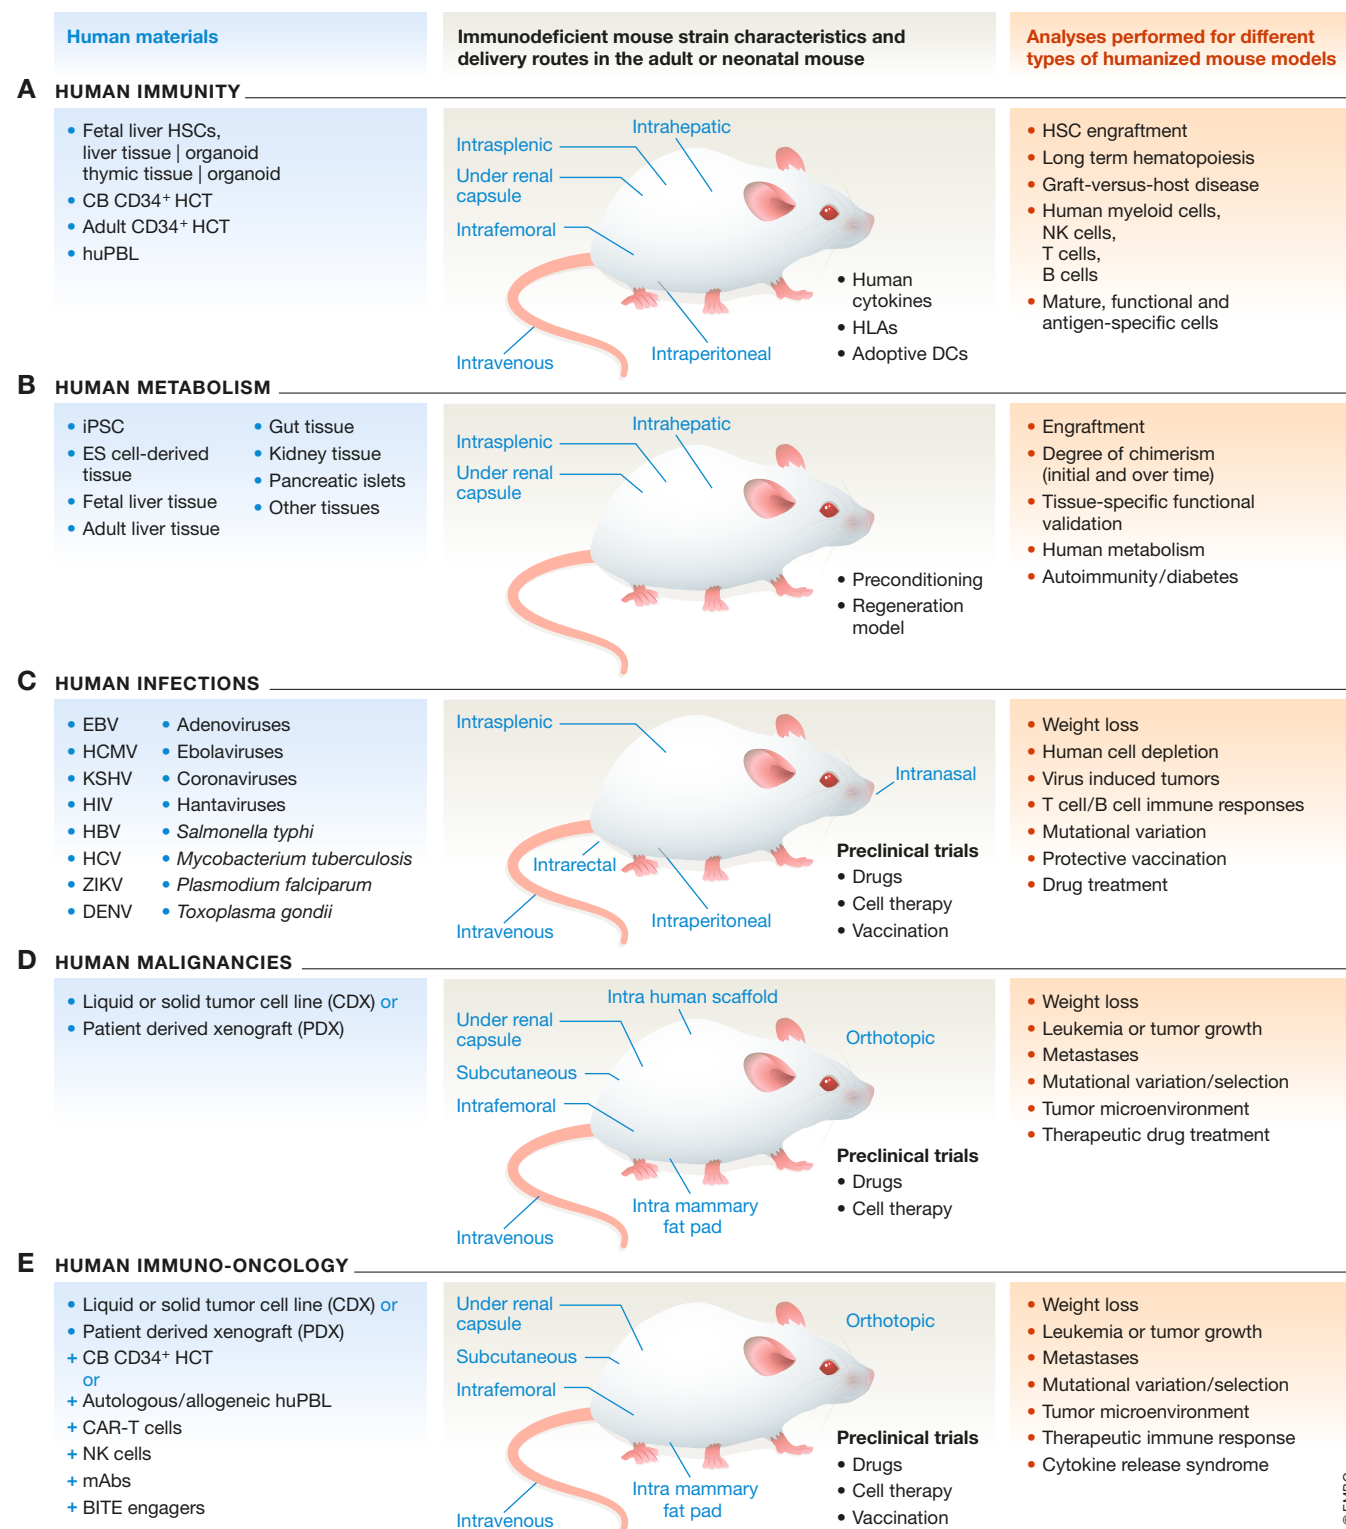 Human materials
Immunodeficient mouse strain characteristics and
delivery routes in the adult or neonatal mouse
Analyses performed for different
types of humanized mouse models
A HUMAN IMMUNITY
• Fetal liver HSCs,
liver tissue | organoid
thymic tissue | organoid
• CB CD34+ HCT
• Adult CD34+ HCT
• huPBL
Intrahepatic
Intrasplenic
Under renal
capsule
Intrafemoral
Intravenous
Intraperitoneal
• Human
cytokines
• HLAs
• Adoptive DCs
• HSC engraftment
• Long term hematopoiesis
• Graft-versus-host disease
• Human myeloid cells,
NK cells,
T cells,
B cells
• Mature, functional and
antigen-specific cells
B HUMAN METABOLISM
• iPSC
• ES cell-derived
tissue
• Fetal liver tissue
• Adult liver tissue
• Gut tissue
• Kidney tissue
• Pancreatic islets
• Other tissues
Intrahepatic
Intrasplenic
Under renal
capsule
• Preconditioning
• Regeneration
model
• Engraftment
• Degree of chimerism
(initial and over time)
• Tissue-specific functional
validation
• Human metabolism
• Autoimmunity/diabetes
C HUMAN INFECTIONS
• EBV
• HCMV
• KSHV
• HIV
• HBV
• HCV
• ZIKV
• DENV
• Adenoviruses
• Ebolaviruses
• Coronaviruses
• Hantaviruses
• Salmonella typhi
• Mycobacterium tuberculosis
• Plasmodium falciparum
• Toxoplasma gondii
Intrasplenic
Intranasal
Intrarectal
Intravenous
Intraperitoneal
Preclinical trials
• Drugs
• Cell therapy
• Vaccination
• Weight loss
• Human cell depletion
• Virus induced tumors
• T cell/B cell immune responses
• Mutational variation
• Protective vaccination
• Drug treatment
D HUMAN MALIGNANCIES
• Liquid or solid tumor cell line (CDX) or
• Patient derived xenograft (PDX)
Intra human scaffold
Under renal
capsule
Orthotopic
Subcutaneous
Intrafemoral
Intra mammary
fat pad
Intravenous
Preclinical trials
• Drugs
• Cell therapy
• Weight loss
• Leukemia or tumor growth
• Metastases
• Mutational variation/selection
• Tumor microenvironment
• Therapeutic drug treatment
E HUMAN IMMUNO-ONCOLOGY
• Liquid or solid tumor cell line (CDX) or
• Patient derived xenograft (PDX)
+ CB CD34+ HCT
or
+ Autologous/allogeneic huPBL
+ CAR-T cells
+ NK cells
+ mAbs
+ BITE engagers
Under renal
capsule
Orthotopic
Subcutaneous
Intrafemoral
Intra mammary
fat pad
Intravenous
Preclinical trials
• Drugs
• Cell therapy
• Vaccination
• Weight loss
• Leukemia or tumor growth
• Metastases
• Mutational variation/selection
• Tumor microenvironment
• Therapeutic immune response
• Cytokine release syndrome
© EMBO